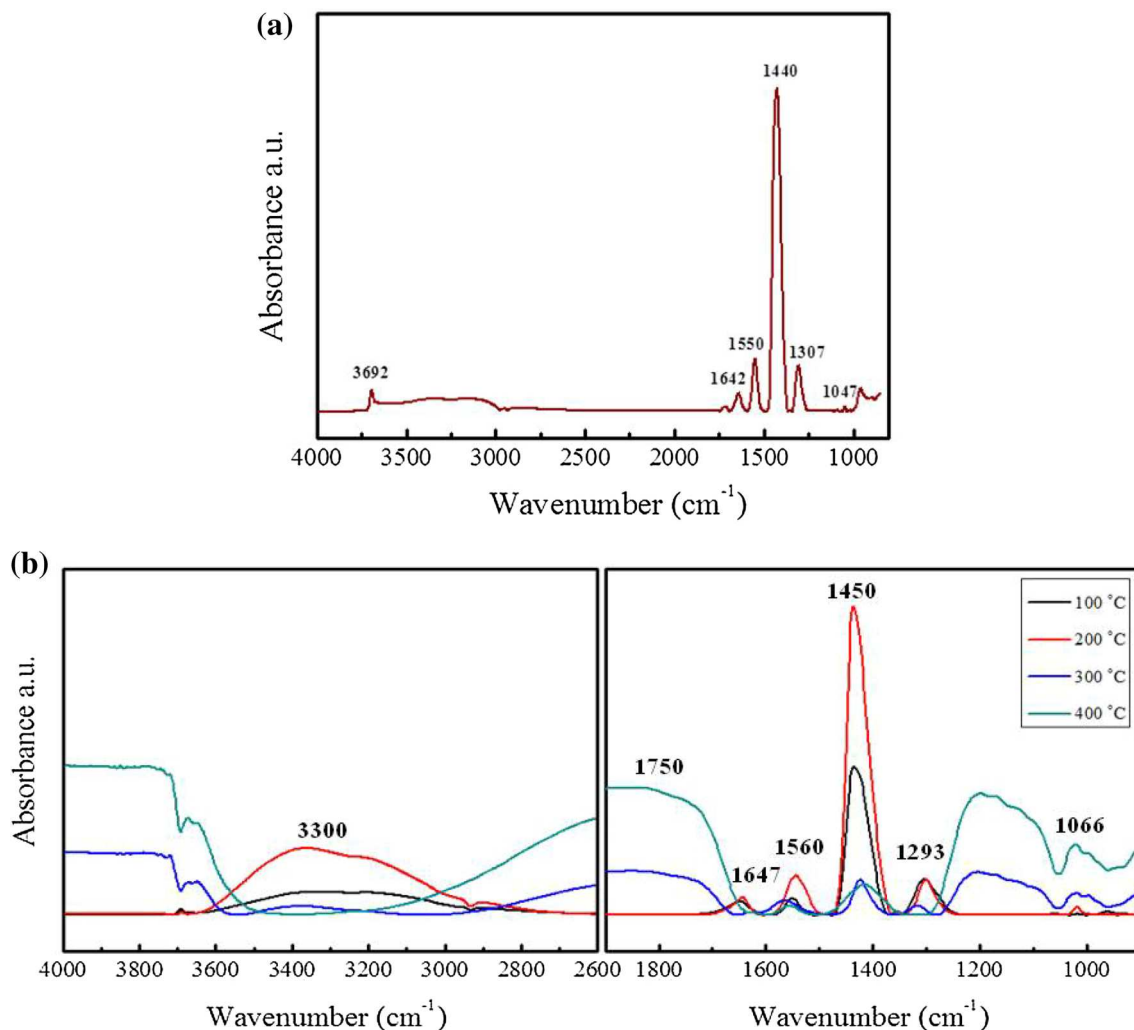 (a)
1440
1550
1307
3692
1642
1047
Absorbance a.u.
4000 3500 3000 2500 2000 1500 1000
Wavenumber (cm⁻¹)
(b)
1450
100 °C
200 °C
300 °C
400 °C
1750
3300
1560
1066
1293
1647
Absorbance a.u.
4000 3800 3600 3400 3200 3000 2800 2600
1800 1600 1400 1200 1000
Wavenumber (cm⁻¹)
Wavenumber (cm⁻¹)